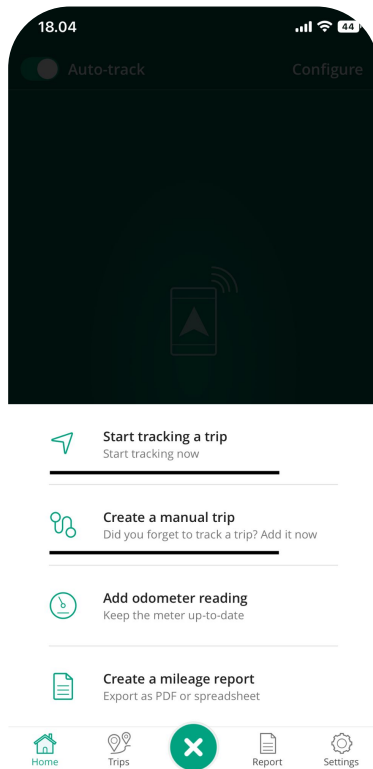 18.04
44
Auto-track Configure
Start tracking a trip
Start tracking now
Create a manual trip
Did you forget to track a trip? Add it now
Add odometer reading
Keep the meter up-to-date
Create a mileage report
Export as PDF or spreadsheet
Home Trips Report Settings